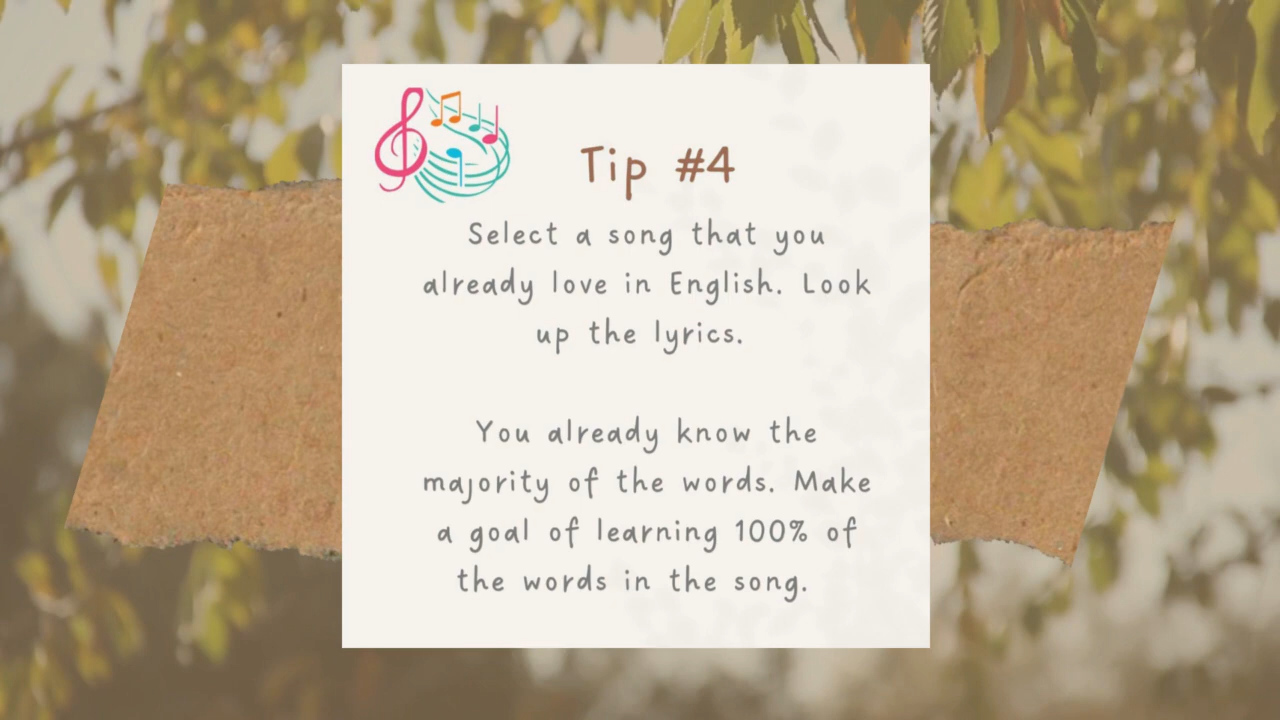 Tip #4
Select a song that you
already love in English. Look
up the lyrics.
You already know the
majority of the words. Make
a goal of learning 100% of
the words in the song.